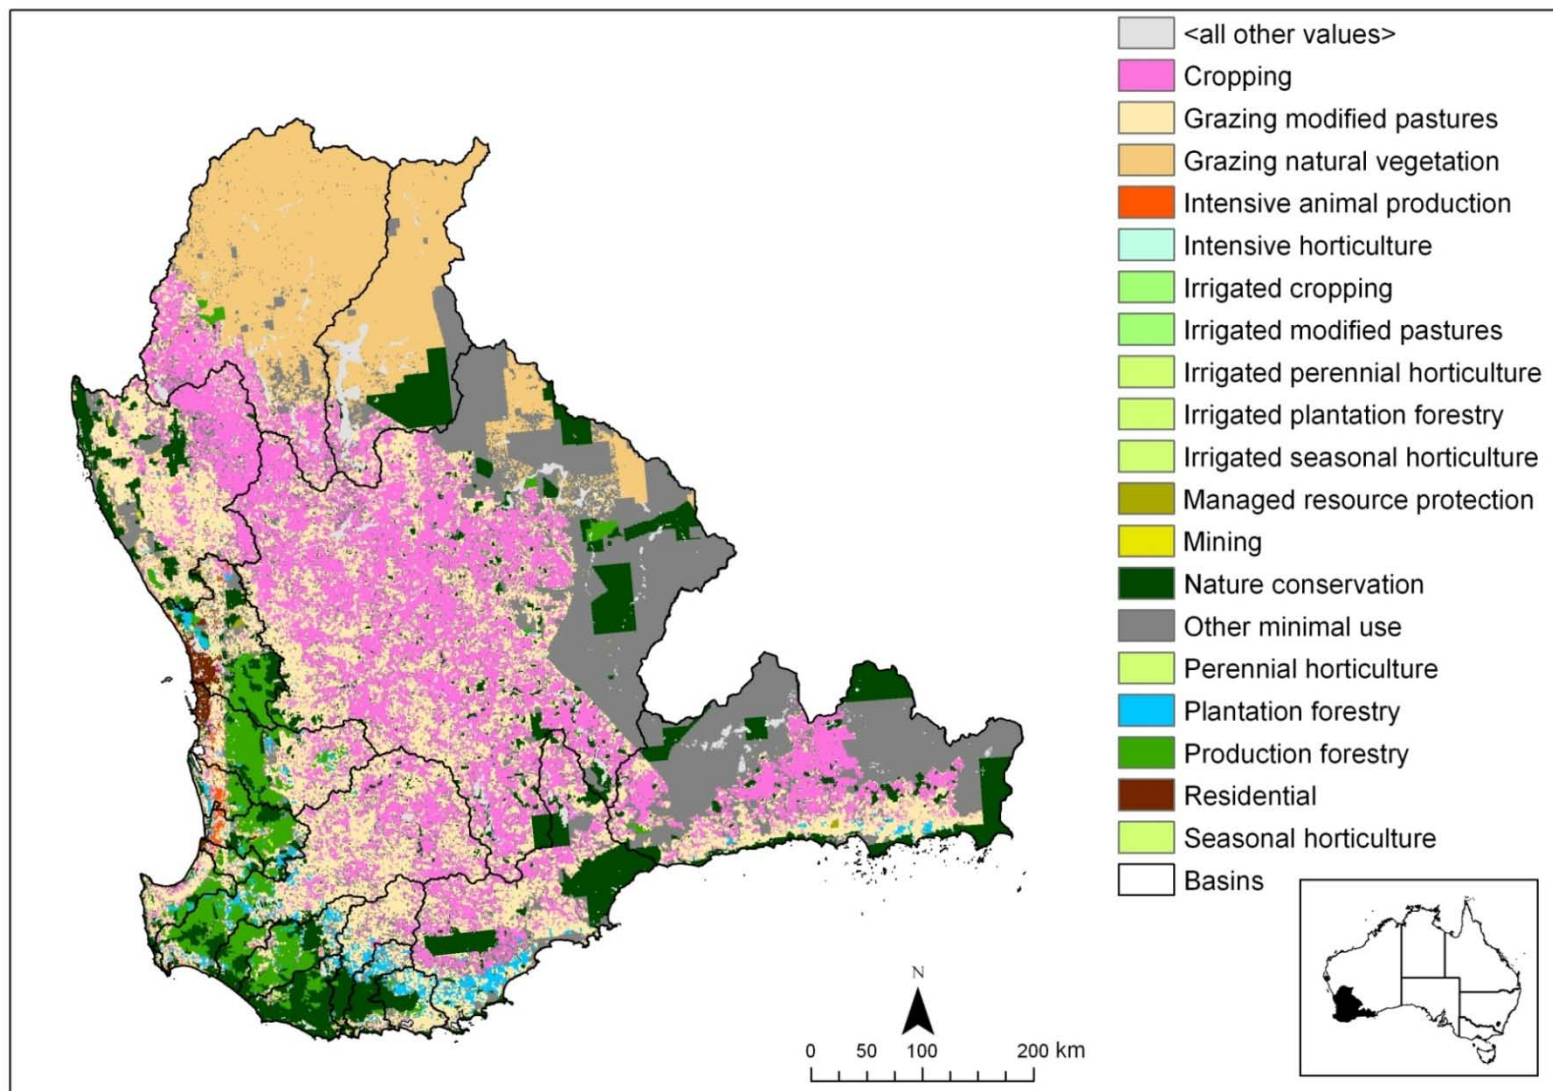 <all other values>
Cropping
Grazing modified pastures
Grazing natural vegetation
Intensive animal production
Intensive horticulture
Irrigated cropping
Irrigated modified pastures
Irrigated perennial horticulture
Irrigated plantation forestry
Irrigated seasonal horticulture
Managed resource protection
Mining
Nature conservation
Other minimal use
Perennial horticulture
Plantation forestry
Production forestry
Residential
Seasonal horticulture
Basins
N
0 50 100 200 km